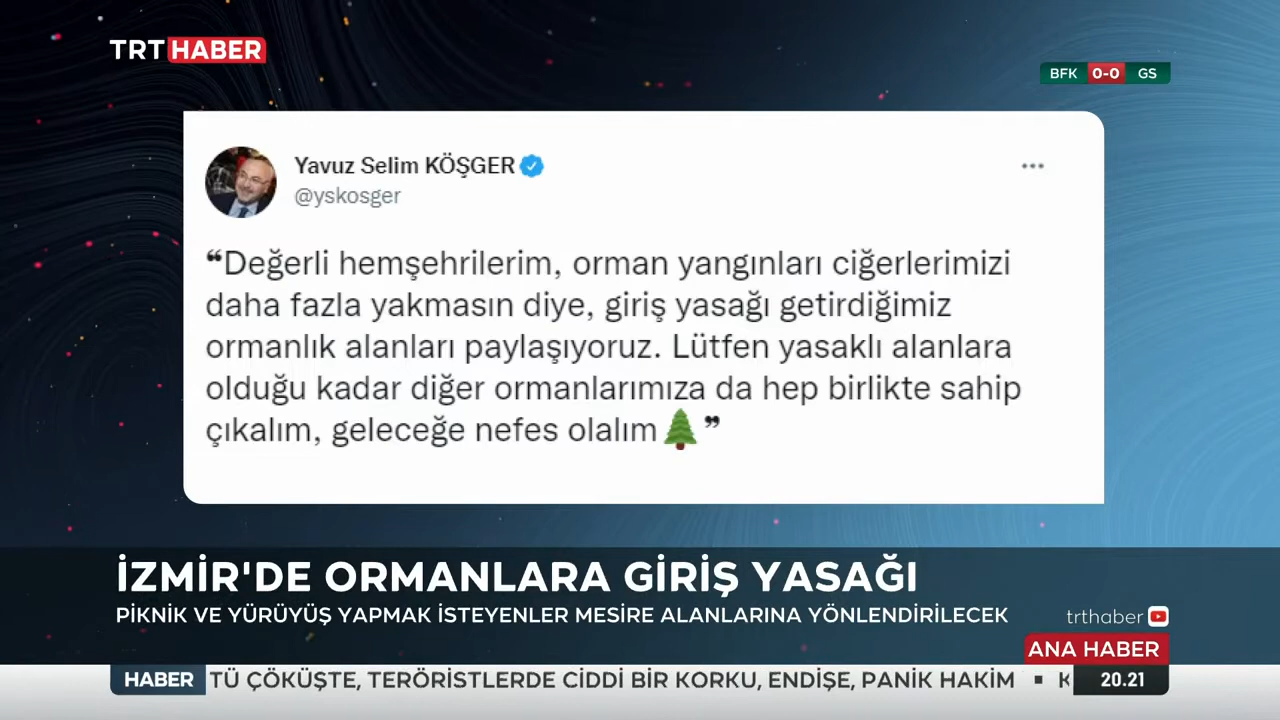 TRT HABER
BFK 0-0 GS
Yavuz Selim KÖŞGER
@yskosger
❝Değerli hemşehrilerim, orman yangınları ciğerlerimizi
daha fazla yakmasın diye, giriş yasağı getirdiğimiz
ormanlık alanları paylaşıyoruz. Lütfen yasaklı alanlara
olduğu kadar diğer ormanlarımıza da hep birlikte sahip
çıkalım, geleceğe nefes olalım🌲❞
İZMİR'DE ORMANLARA GİRİŞ YASAĞI
PİKNİK VE YÜRÜYÜŞ YAPMAK İSTEYENLER MESİRE ALANLARINA YÖNLENDİRİLECEK
trthaber
ANA HABER
HABER TÜ ÇÖKÜŞTE, TERÖRİSTLERDE CİDDİ BİR KORKU, ENDİŞE, PANİK HAKİM ▪
20.21